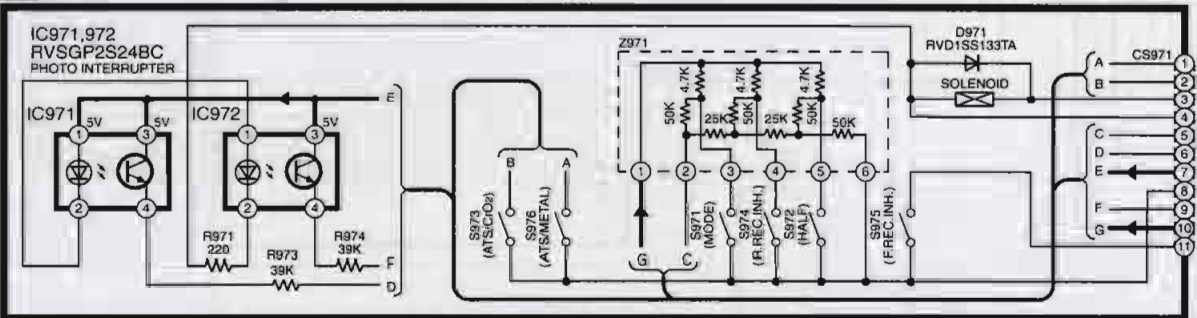 IC971,972
RVSGP2S24BC
PHOTO INTERRUPTER
IC971
IC972
5V
5V
5V
1
3
1
3
2
4
2
4
R971
220
R973
39K
R974
39K
E
F
D
B
A
S973
(ATS/CrO2)
S976
(ATS/METAL)
Z971
4.7K
4.7K
4.7K
50K
50K
50K
25K
25K
50K
1
2
3
4
5
6
G
C
S971
(MODE)
S974
(R.REC.INH.)
S972
(HALF)
S975
(F.REC.INH.)
D971
RVD1SS133TA
SOLENOID
CS971
A
B
C
D
E
F
G
1
2
3
4
5
6
7
8
9
10
11